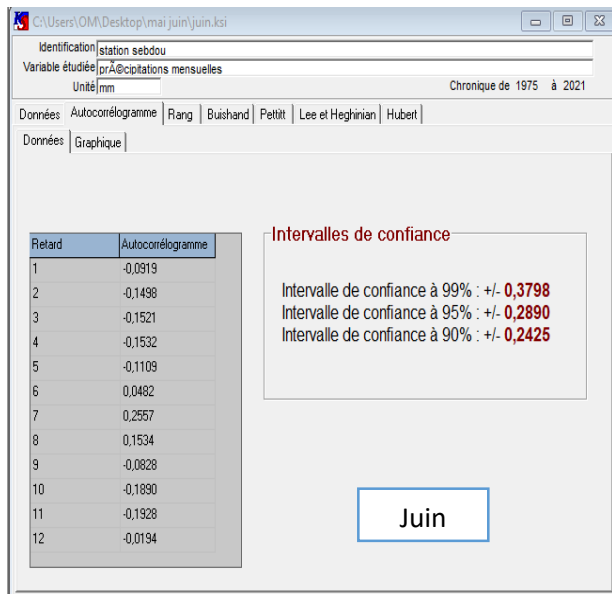 C:\Users\OM\Desktop\mai juin\juin.ksi
Identification station sebdou
Variable étudiée prÃ©cipitations mensuelles
Unité mm Chronique de 1975 à 2021
Données Autocorrélogramme Rang Buishand Pettitt Lee et Heghinian Hubert
Données Graphique
Retard Autocorrélogramme
1 -0,0919
2 -0,1498
3 -0,1521
4 -0,1532
5 -0,1109
6 0,0482
7 0,2557
8 0,1534
9 -0,0828
10 -0,1890
11 -0,1928
12 -0,0194
Intervalles de confiance
Intervalle de confiance à 99% : +/- 0,3798
Intervalle de confiance à 95% : +/- 0,2890
Intervalle de confiance à 90% : +/- 0,2425
Juin